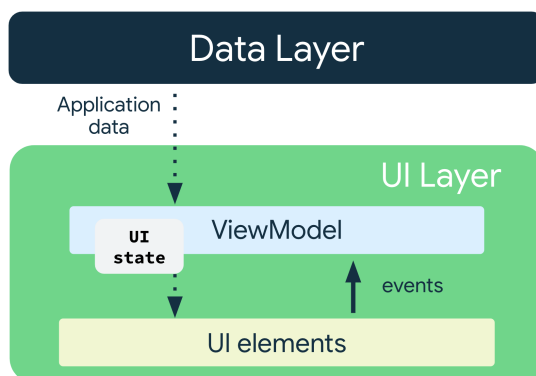 Data Layer
Application
data
UI Layer
ViewModel
UI
state
events
UI elements